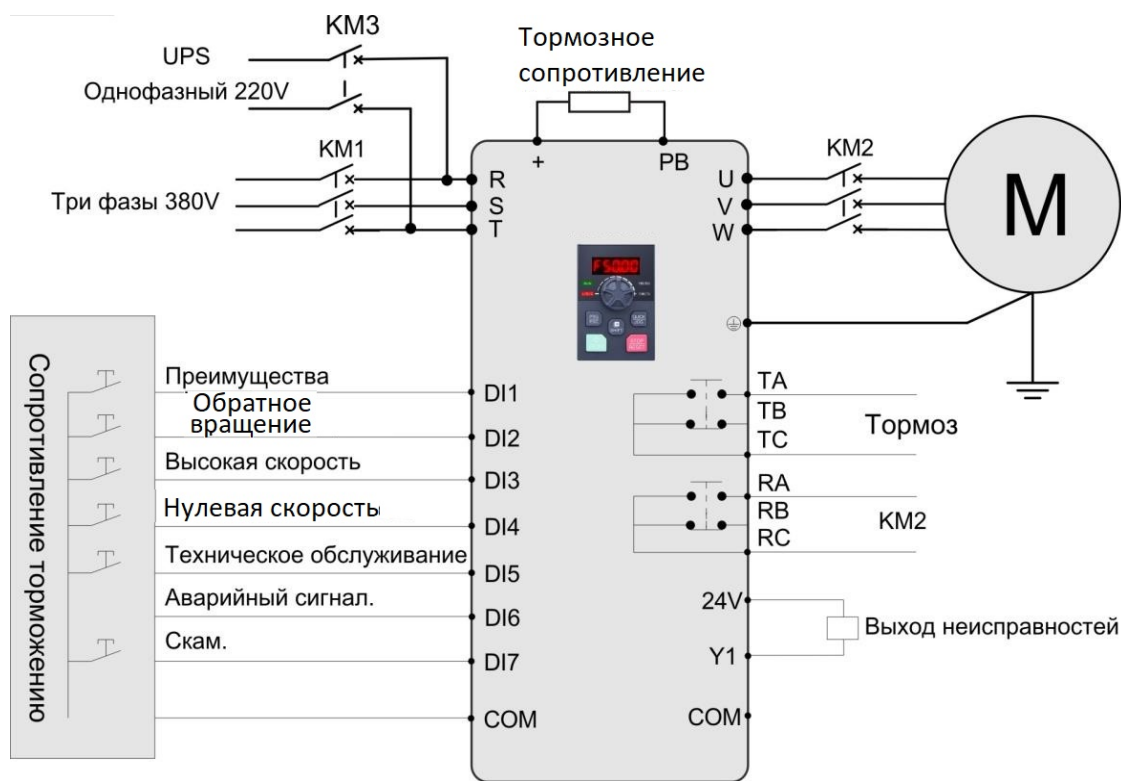 KM3
UPS
Однофазный 220V
Тормозное
сопротивление
+
PB
KM1
Три фазы 380V
R
S
T
U
V
W
KM2
M
F50.00
Сопротивление торможению
Преимущества
DI1
Обратное
вращение
DI2
Высокая скорость
DI3
Нулевая скорость
DI4
Техническое обслуживание
DI5
Аварийный сигнал.
DI6
Скам.
DI7
COM
TA
TB
TC
Тормоз
RA
RB
RC
KM2
24V
Y1
Выход неисправностей
COM